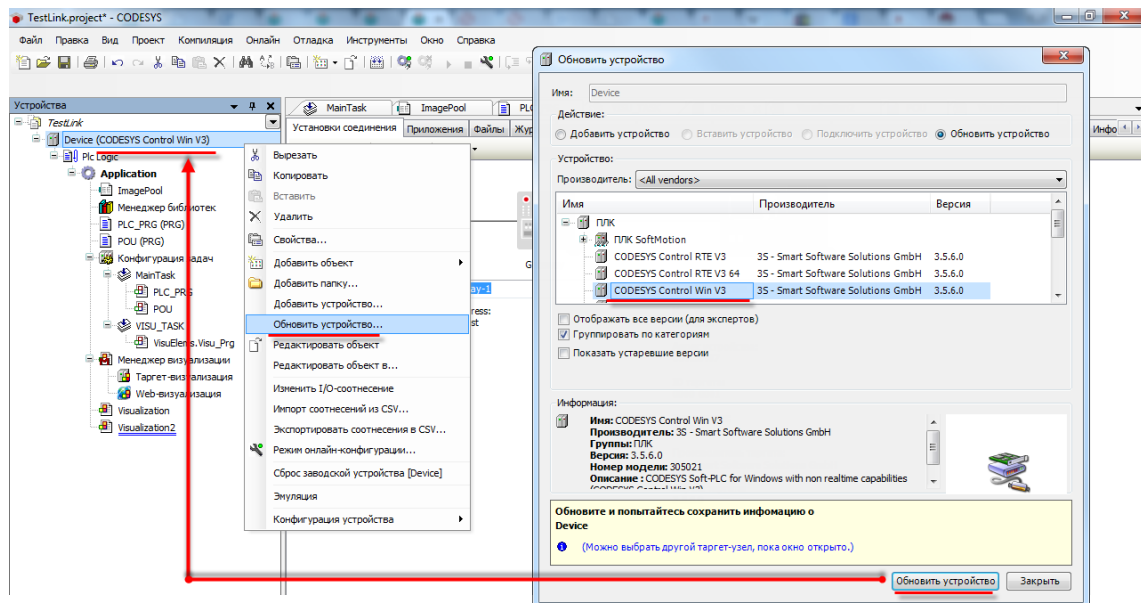 TestLink.project* - CODESYS
Файл Правка Вид Проект Компиляция Онлайн Отладка Инструменты Окно Справка
Устройства
TestLink
Device (CODESYS Control Win V3)
Plc Logic
Application
ImagePool
Менеджер библиотек
PLC_PRG (PRG)
POU (PRG)
Конфигурация задач
MainTask
PLC_PRG
POU
VISU_TASK
VisuElems.Visu_Prg
Менеджер визуализации
Таргет-визуализация
Web-визуализация
Visualization
Visualization2
MainTask ImagePool PLC
Установки соединения Приложения Файлы Жур
Инфо
ay-1
ress:
st
G
Вырезать
Копировать
Вставить
Удалить
Свойства...
Добавить объект
Добавить папку...
Добавить устройство...
Обновить устройство...
Редактировать объект
Редактировать объект в...
Изменить I/O-соотнесение
Импорт соотнесений из CSV...
Экспортировать соотнесения в CSV...
Режим онлайн-конфигурации...
Сброс заводской устройства [Device]
Эмуляция
Конфигурация устройства
Обновить устройство
Имя: Device
Действие:
Добавить устройство Вставить устройство Подключить устройство Обновить устройство
Устройство:
Производитель: <All vendors>
Имя Производитель Версия
ПЛК
ПЛК SoftMotion
CODESYS Control RTE V3 3S - Smart Software Solutions GmbH 3.5.6.0
CODESYS Control RTE V3 64 3S - Smart Software Solutions GmbH 3.5.6.0
CODESYS Control Win V3 3S - Smart Software Solutions GmbH 3.5.6.0
Отображать все версии (для экспертов)
Группировать по категориям
Показать устаревшие версии
Информация:
Имя: CODESYS Control Win V3
Производитель: 3S - Smart Software Solutions GmbH
Группы: ПЛК
Версия: 3.5.6.0
Номер модели: 305021
Описание : CODESYS Soft-PLC for Windows with non realtime capabilities
(CODESYS Control Win V3)
Обновите и попытайтесь сохранить инфомацию о
Device
(Можно выбрать другой таргет-узел, пока окно открыто.)
Обновить устройство Закрыть